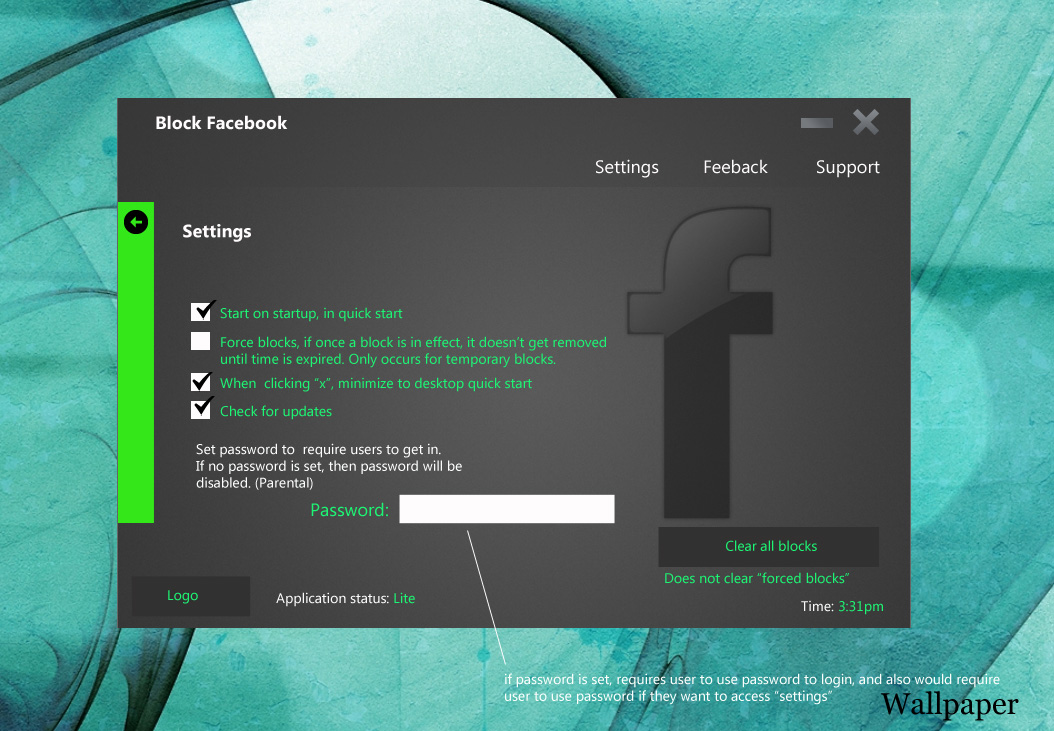 Block Facebook
Settings Feeback Support
Settings
Start on startup, in quick start
Force blocks, if once a block is in effect, it doesn't get removed
until time is expired. Only occurs for temporary blocks.
When clicking “x”, minimize to desktop quick start
Check for updates
Set password to require users to get in.
If no password is set, then password will be
disabled. (Parental)
Password:
Clear all blocks
Does not clear “forced blocks”
Logo
Application status: Lite
Time: 3:31pm
if password is set, requires user to use password to login, and also would require
user to use password if they want to access “settings”
Wallpaper